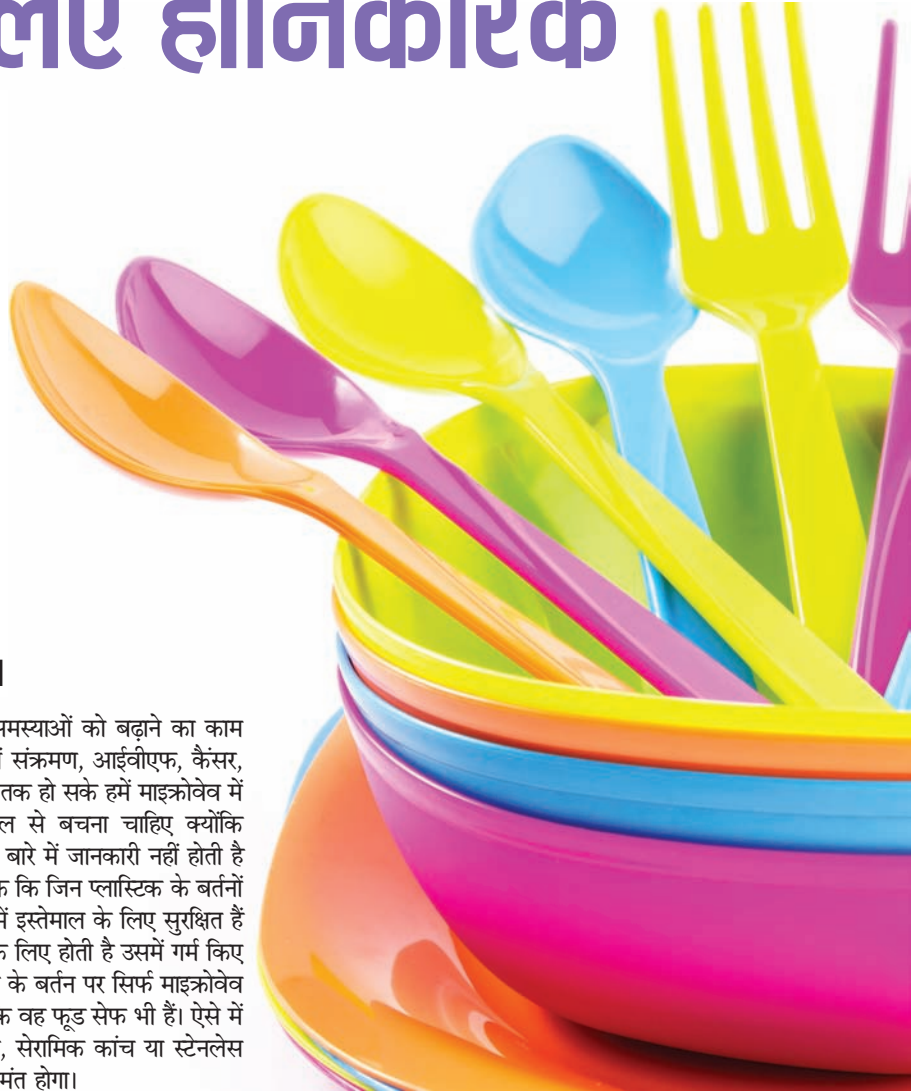 लिए हानिकारक
समस्याओं को बढ़ाने का काम
संक्रमण, आईवीएफ, कैंसर,
तक हो सके हमें माइक्रोवेव में
से बचना चाहिए क्योंकि
बारे में जानकारी नहीं होती है
कि जिन प्लास्टिक के बर्तनों
में इस्तेमाल के लिए सुरक्षित हैं
लिए होती है उसमें गर्म किए
के बर्तन पर सिर्फ माइक्रोवेव
वह फूड सेफ भी हैं। ऐसे में
, सेरामिक कांच या स्टेनलेस
होगा।